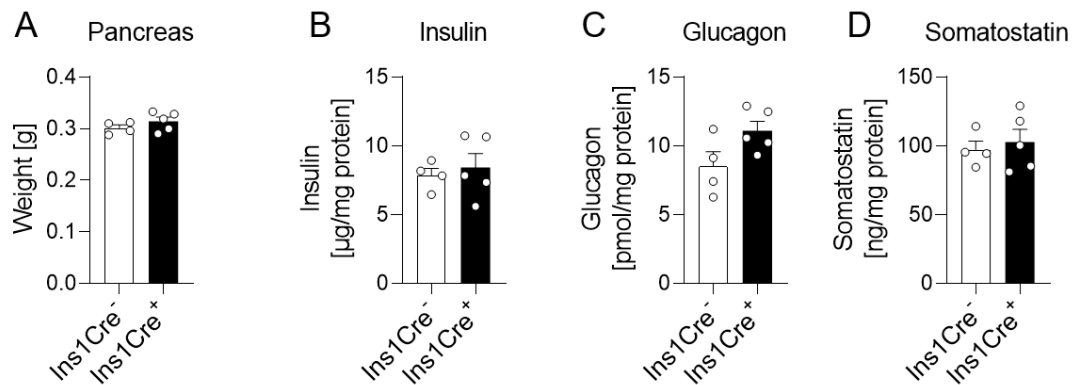 A Pancreas
Weight [g]
0.4
0.3
0.2
0.1
0.0
Ins1Cre -
Ins1Cre +
B Insulin
Insulin
[µg/mg protein]
15
10
5
0
Ins1Cre -
Ins1Cre +
C Glucagon
Glucagon
[pmol/mg protein]
15
10
5
0
Ins1Cre -
Ins1Cre +
D Somatostatin
Somatostatin
[ng/mg protein]
150
100
50
0
Ins1Cre -
Ins1Cre +